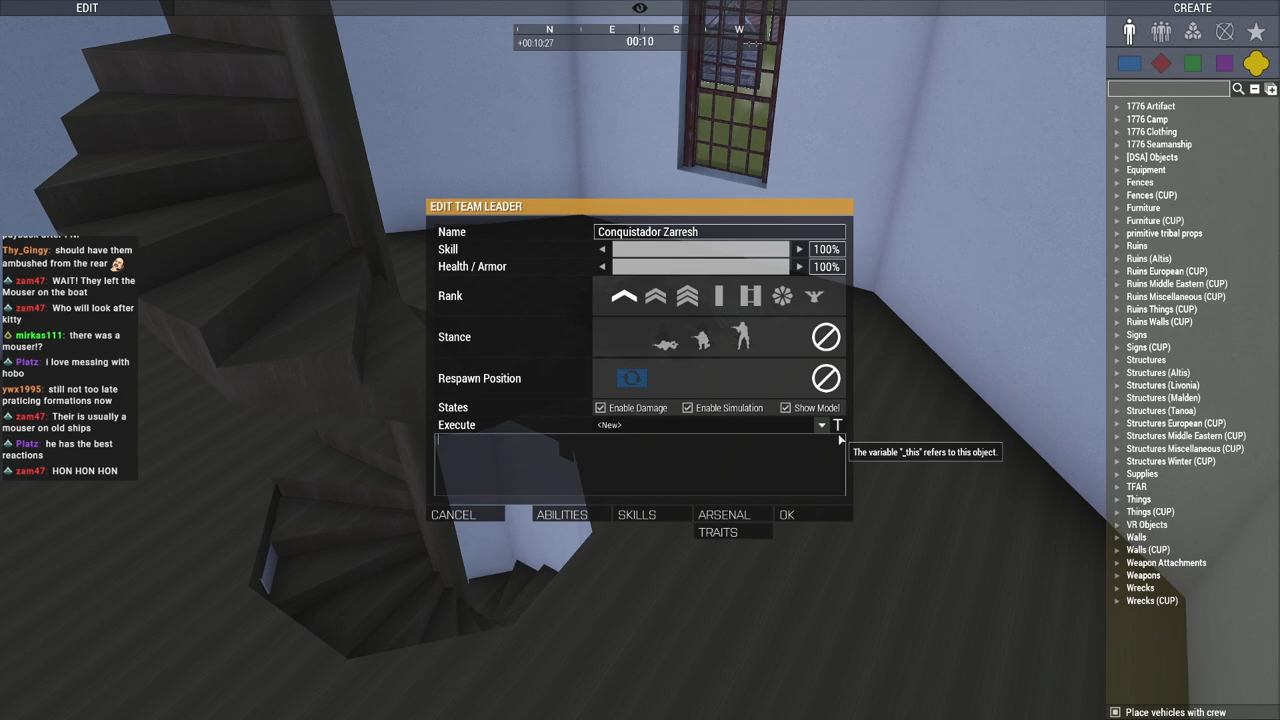 EDIT
N E S W
+00:10:27 00:10
payback after FNF
Thy_Gingy: should have them
ambushed from the rear
zam47: WAIT! They left the
Mouser on the boat
zam47: Who will look after
kitty
mirkas111: there was a
mouser!?
Platz: i love messing with
hobo
ywx1995: still not too late
praticing formations now
zam47: Their is usually a
mouser on old ships
Platz: he has the best
reactions
zam47: HON HON HON
EDIT TEAM LEADER
Name Conquistador Zarresh
Skill 100%
Health / Armor 100%
Rank
Stance
Respawn Position
States Enable Damage Enable Simulation Show Model
Execute <New> T
The variable "_this" refers to this object.
CANCEL ABILITIES SKILLS ARSENAL OK
TRAITS
CREATE
1776 Artifact
1776 Camp
1776 Clothing
1776 Seamanship
[DSA] Objects
Equipment
Fences
Fences (CUP)
Furniture
Furniture (CUP)
primitive tribal props
Ruins
Ruins (Altis)
Ruins European (CUP)
Ruins Middle Eastern (CUP)
Ruins Miscellaneous (CUP)
Ruins Things (CUP)
Ruins Walls (CUP)
Signs
Signs (CUP)
Structures
Structures (Altis)
Structures (Livonia)
Structures (Malden)
Structures (Tanoa)
Structures European (CUP)
Structures Middle Eastern (CUP)
Structures Miscellaneous (CUP)
Structures Winter (CUP)
Supplies
TFAR
Things
Things (CUP)
VR Objects
Walls
Walls (CUP)
Weapon Attachments
Weapons
Wrecks
Wrecks (CUP)
Place vehicles with crew